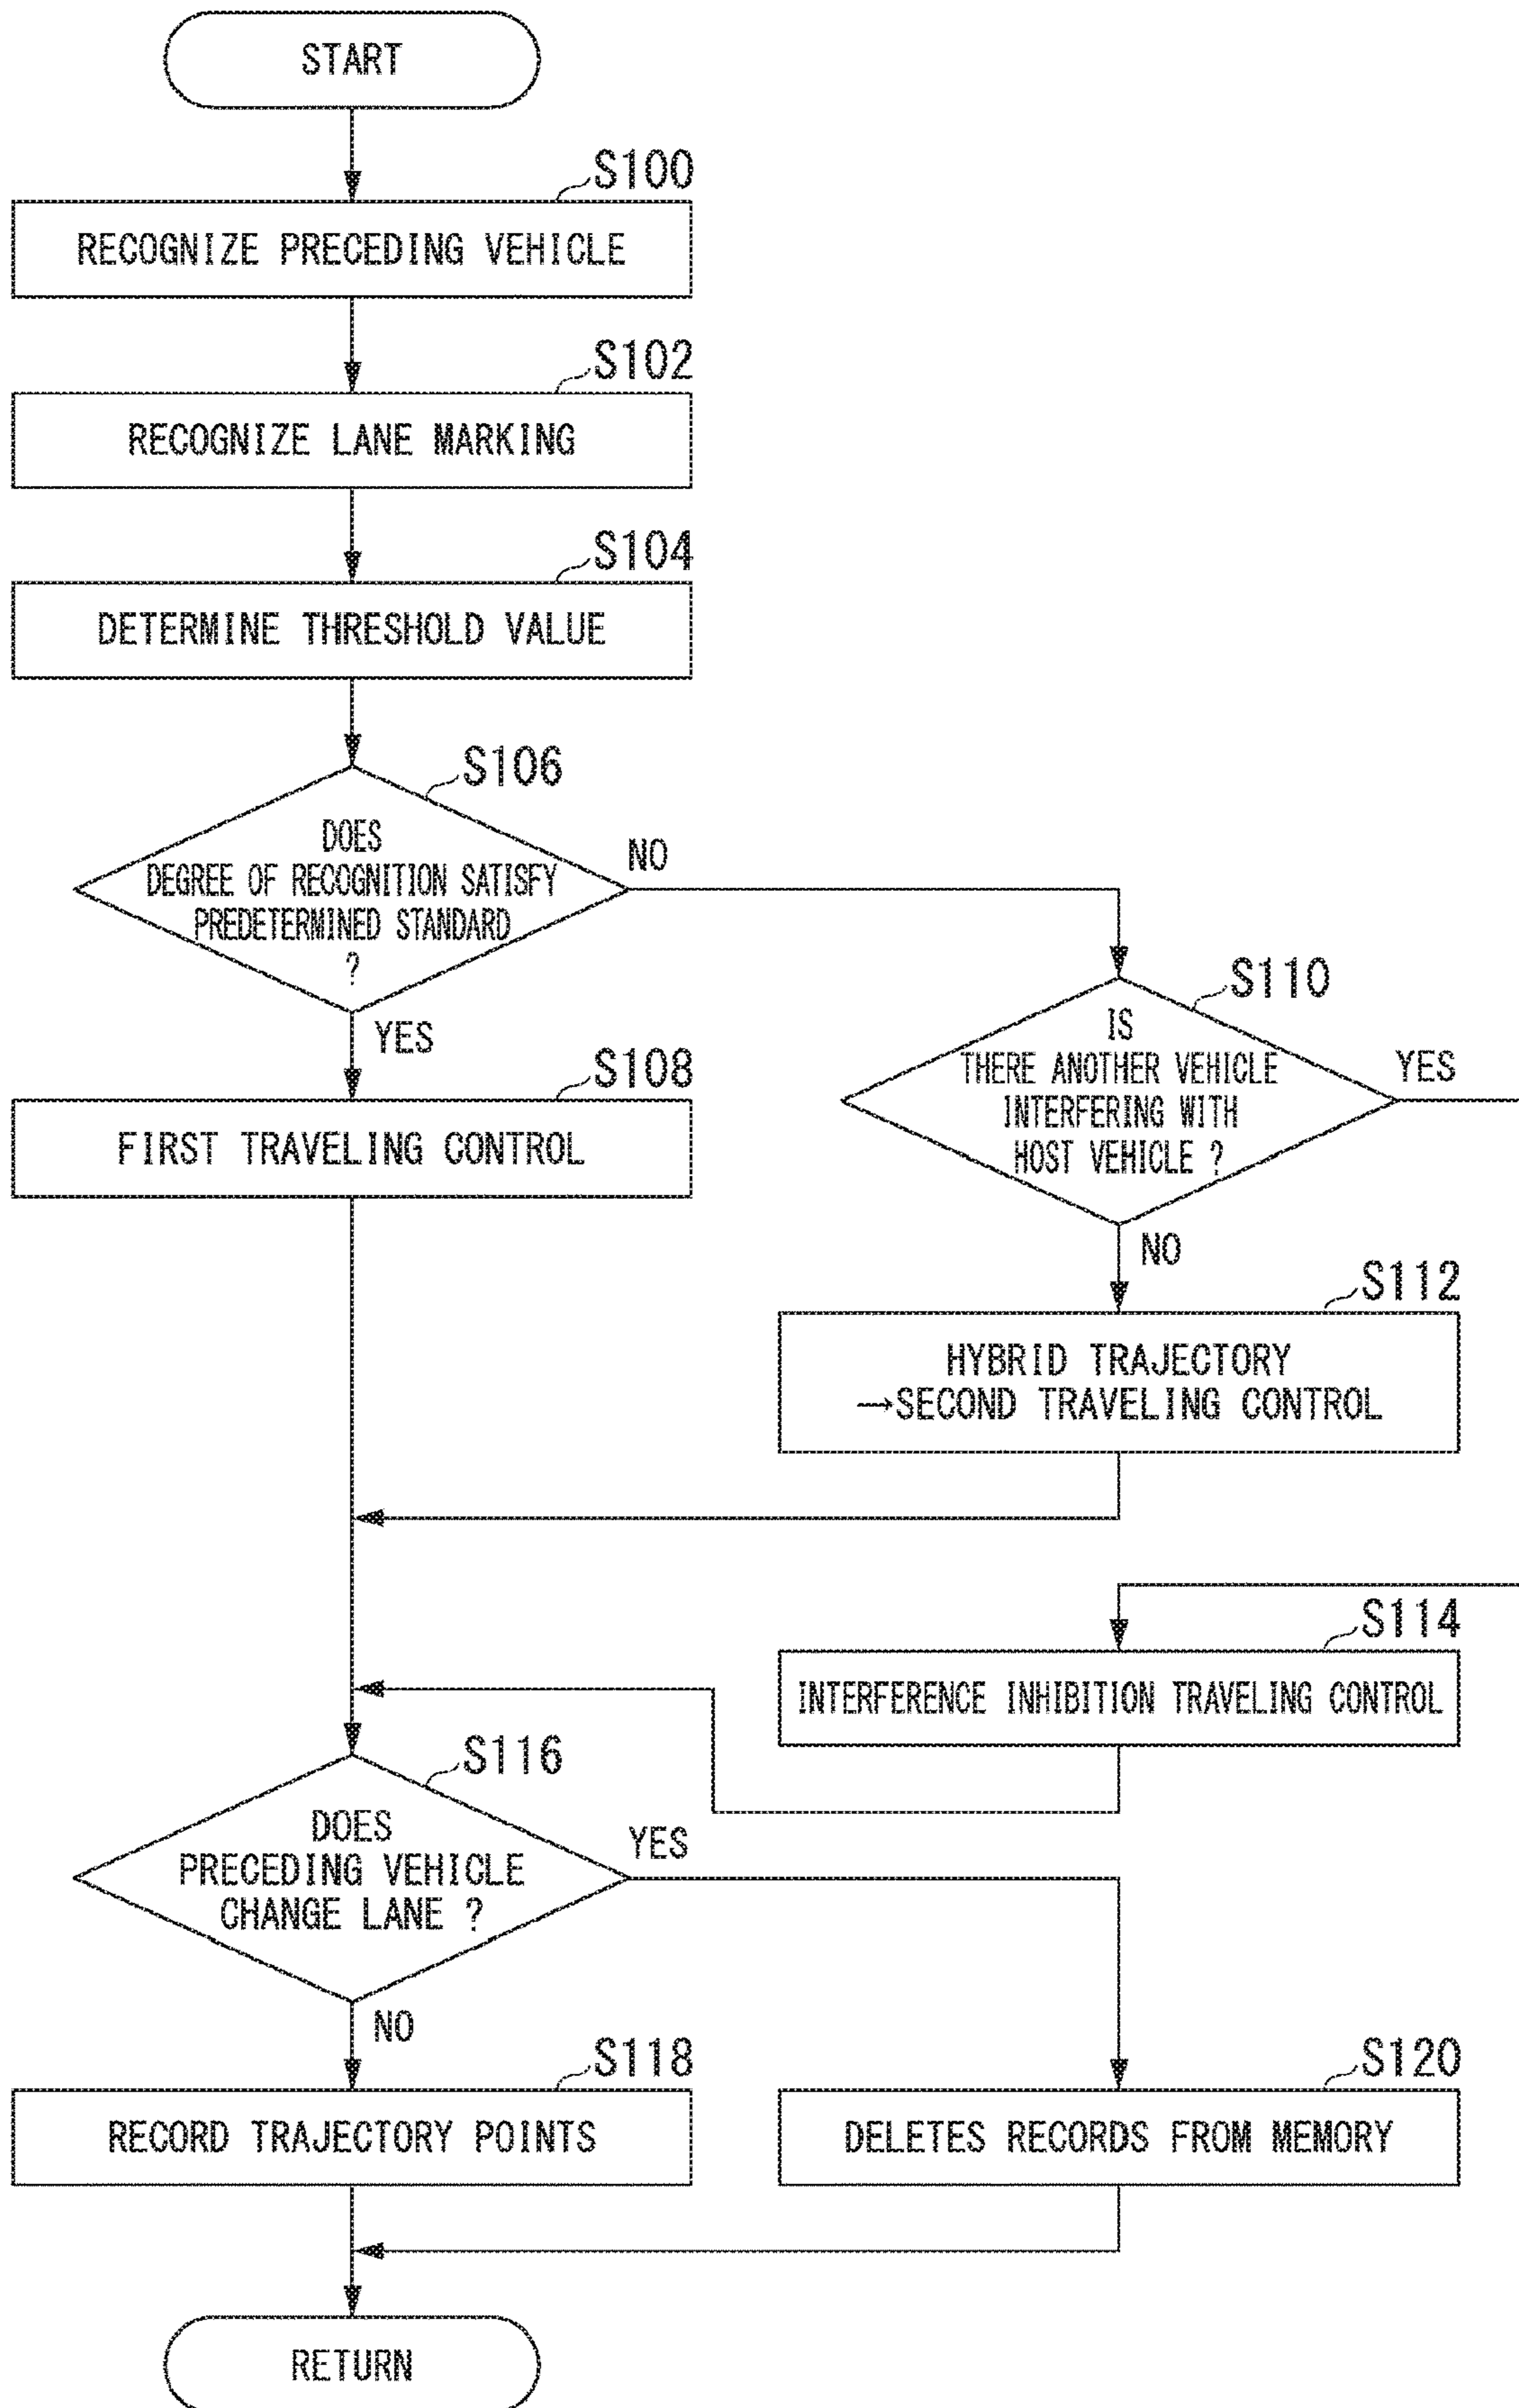 START
S100
RECOGNIZE PRECEDING VEHICLE
S102
RECOGNIZE LANE MARKING
S104
DETERMINE THRESHOLD VALUE
S106
DOES
DEGREE OF RECOGNITION SATISFY
PREDETERMINED STANDARD
?
NO
YES
S108
FIRST TRAVELING CONTROL
S110
IS
THERE ANOTHER VEHICLE
INTERFERING WITH
HOST VEHICLE ?
YES
NO
S112
HYBRID TRAJECTORY
→SECOND TRAVELING CONTROL
S114
INTERFERENCE INHIBITION TRAVELING CONTROL
S116
DOES
PRECEDING VEHICLE
CHANGE LANE ?
YES
NO
S118
RECORD TRAJECTORY POINTS
S120
DELETES RECORDS FROM MEMORY
RETURN